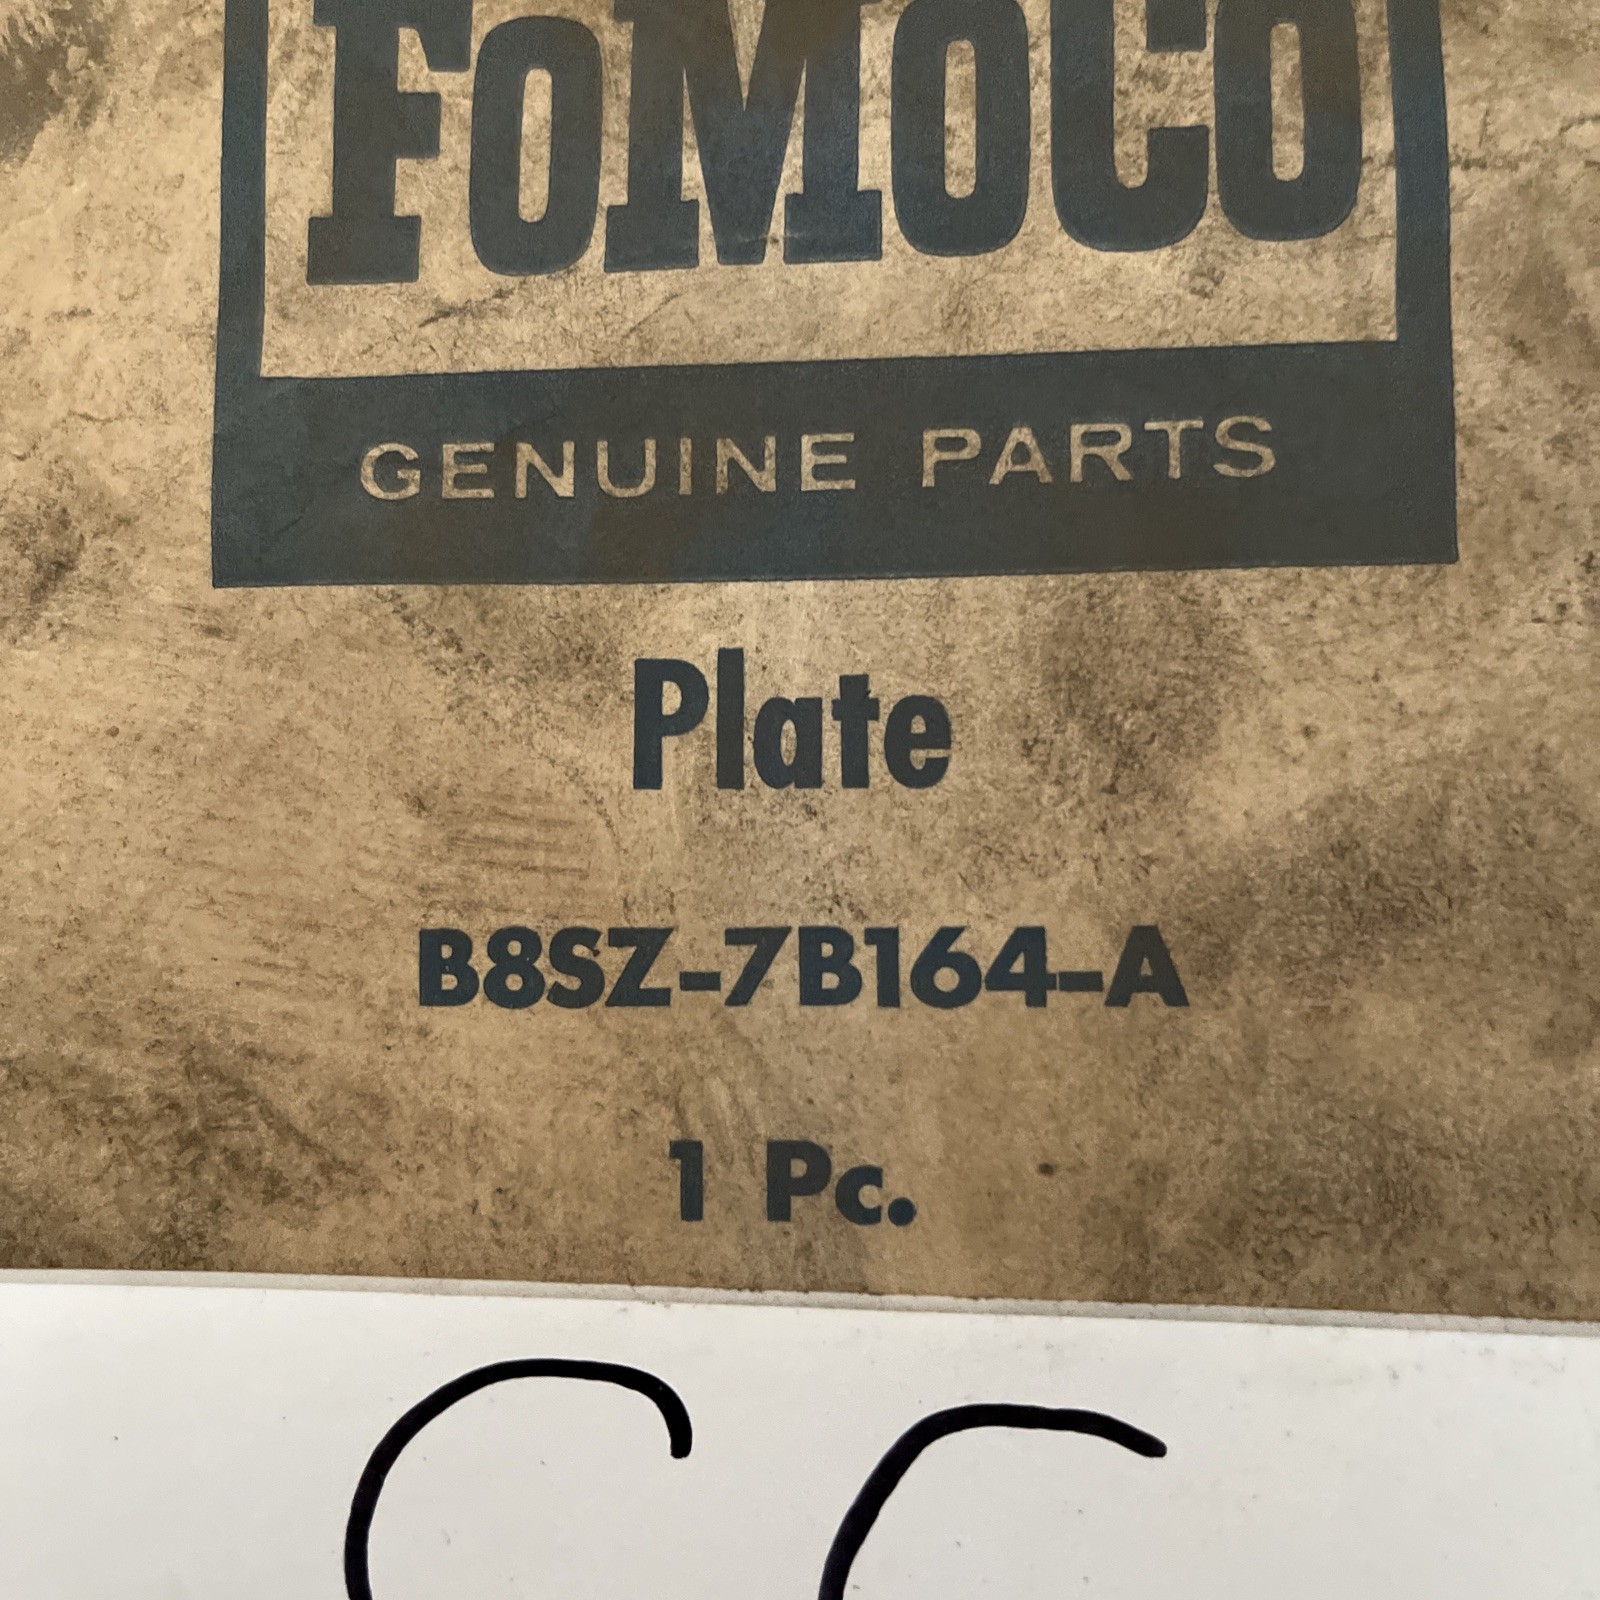 FoMoCo
GENUINE PARTS
Plate
B8SZ-7B164-A
1 Pc.